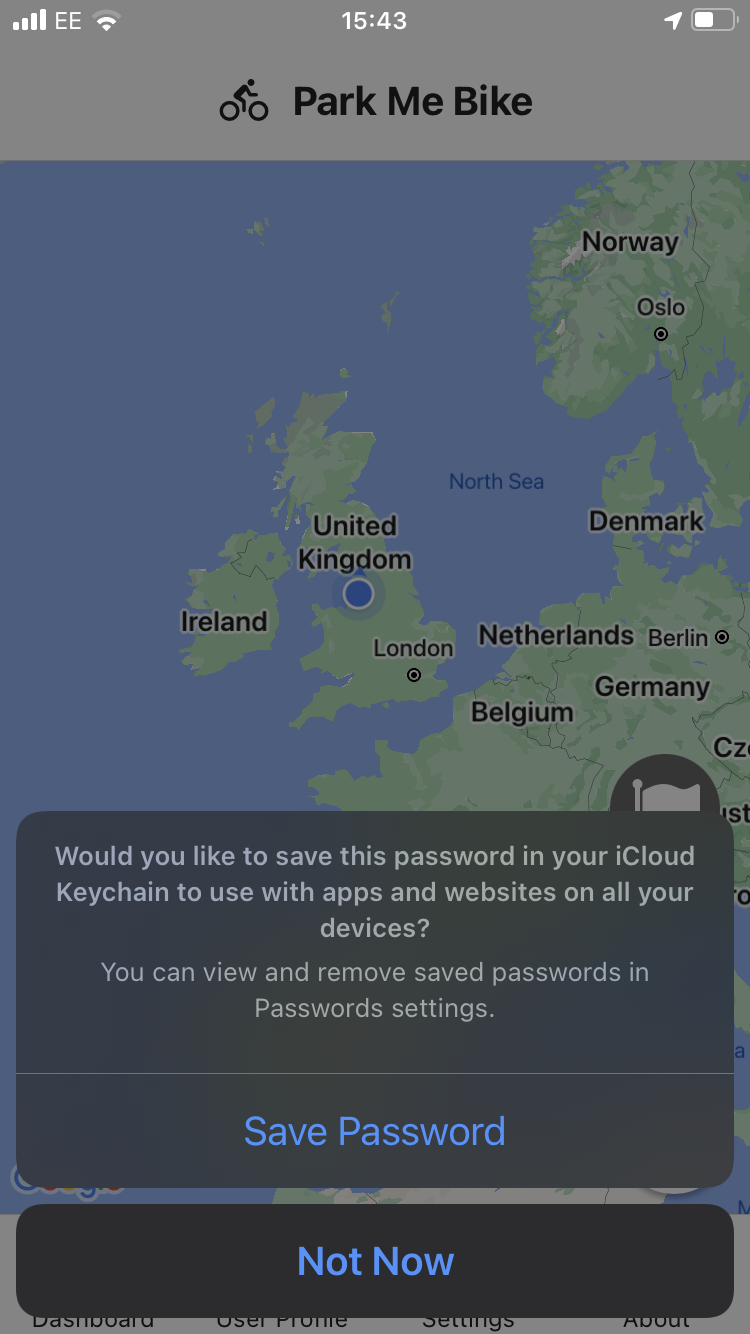 EE
15:43
Park Me Bike
Norway
Oslo
North Sea
United
Kingdom
Denmark
Ireland
London
Netherlands
Berlin
Germany
Belgium
Would you like to save this password in your iCloud
Keychain to use with apps and websites on all your
devices?
You can view and remove saved passwords in
Passwords settings.
Save Password
Google
Not Now
Dashboard
User Profile
Settings
About